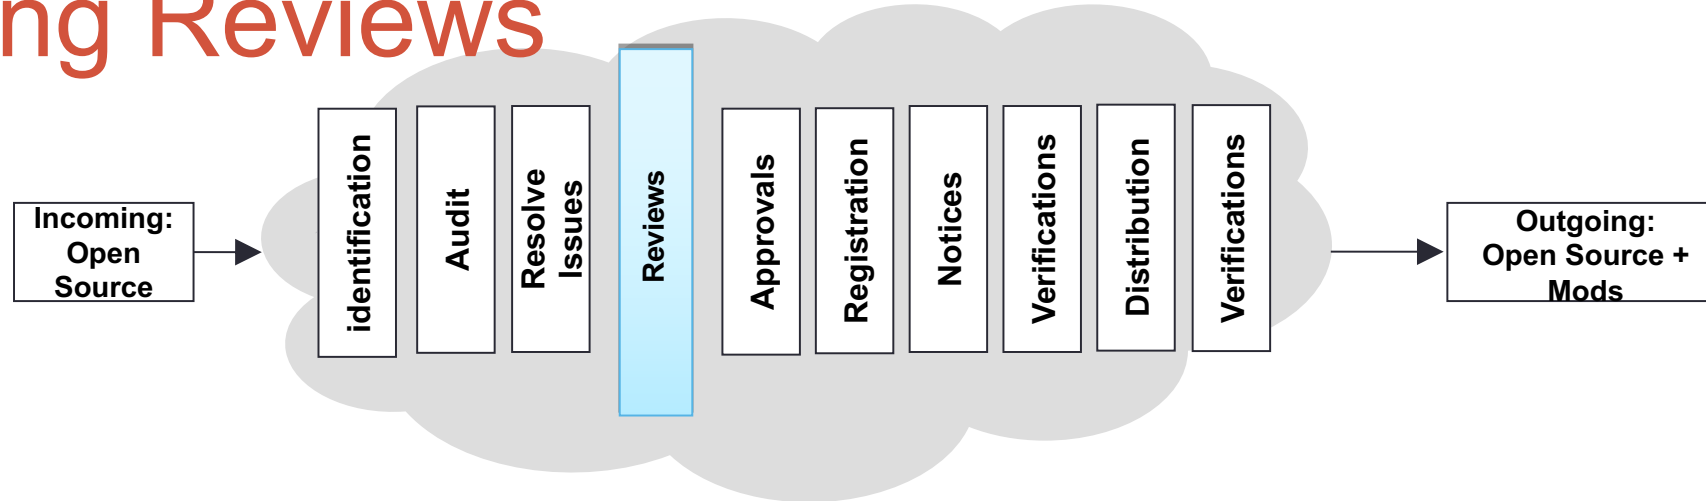 ng Reviews
Incoming:
Open
Source
identification
Audit
Resolve
Issues
Reviews
Approvals
Registration
Notices
Verifications
Distribution
Verifications
Outgoing:
Open Source +
Mods